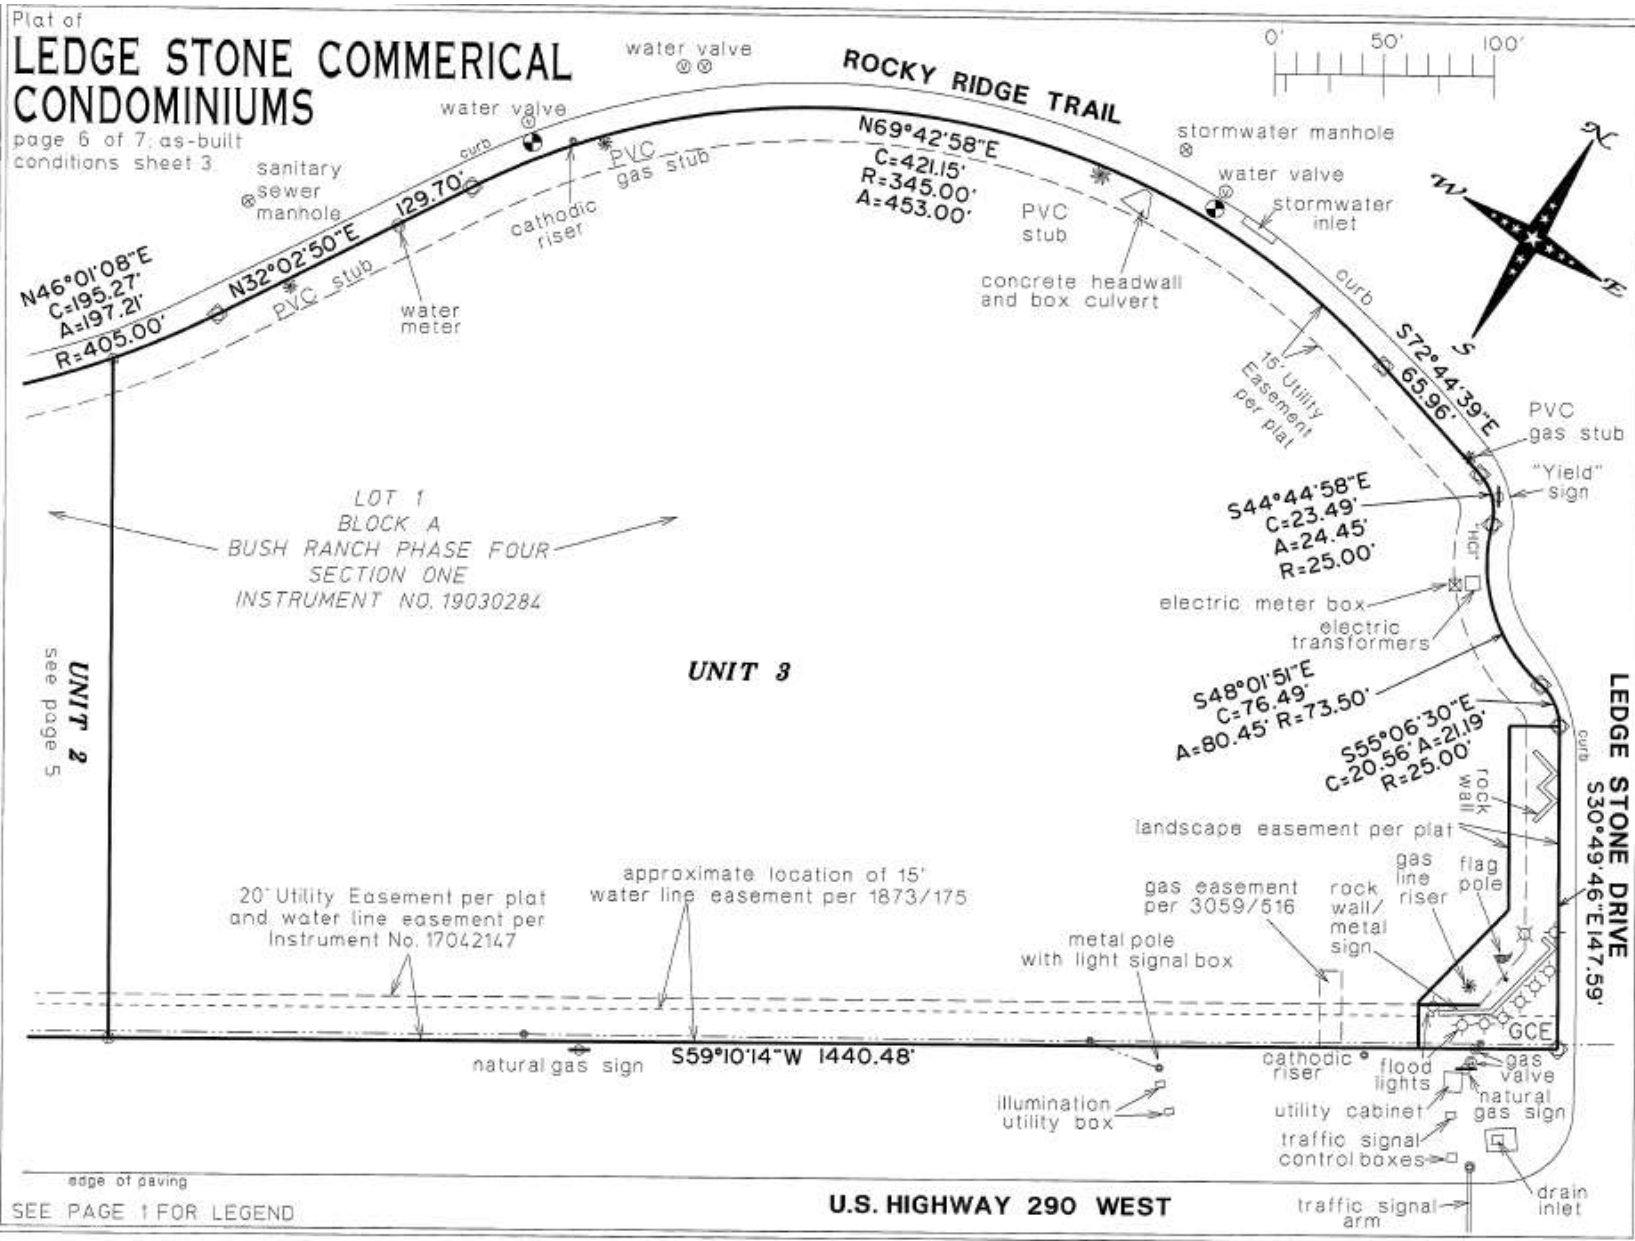 Plat of
LEDGE STONE COMMERICAL
CONDOMINIUMS
page 6 of 7; as-built
conditions sheet 3
water valve
water valve
ROCKY RIDGE TRAIL
0' 50' 100'
N
W
E
S
sanitary
sewer
manhole
curb
PVC
gas stub
cathodic
riser
129.70'
N32°02'50"E
PVC stub
water
meter
N46°01'08"E
C=195.27'
A=197.21'
R=405.00'
N69°42'58"E
C=421.15'
R=345.00'
A=453.00'
PVC
stub
stormwater manhole
water valve
stormwater
inlet
concrete headwall
and box culvert
curb
15' Utility
Easement
per plat
S72°44'39"E
65.96'
PVC
gas stub
"Yield"
sign
S44°44'58"E
C=23.49'
A=24.45'
R=25.00'
"HCI"
electric meter box
electric
transformers
LOT 1
BLOCK A
BUSH RANCH PHASE FOUR
SECTION ONE
INSTRUMENT NO. 19030284
UNIT 2
see page 5
UNIT 3
S48°01'51"E
C=76.49'
A=80.45' R=73.50'
S55°06'30"E
C=20.56' A=21.19'
R=25.00'
curb
LEDGE STONE DRIVE
S30°49'46"E 147.59'
rock
wall
landscape easement per plat
gas
line
riser
flag
pole
rock
wall/
metal
sign
gas easement
per 3059/516
approximate location of 15'
water line easement per 1873/175
20' Utility Easement per plat
and water line easement per
Instrument No. 17042147
metal pole
with light signal box
GCE
natural gas sign
S59°10'14"W 1440.48'
cathodic
riser
flood
lights
gas
valve
natural
gas sign
illumination
utility box
utility cabinet
traffic signal
control boxes
drain
inlet
traffic signal
arm
edge of paving
SEE PAGE 1 FOR LEGEND
U.S. HIGHWAY 290 WEST